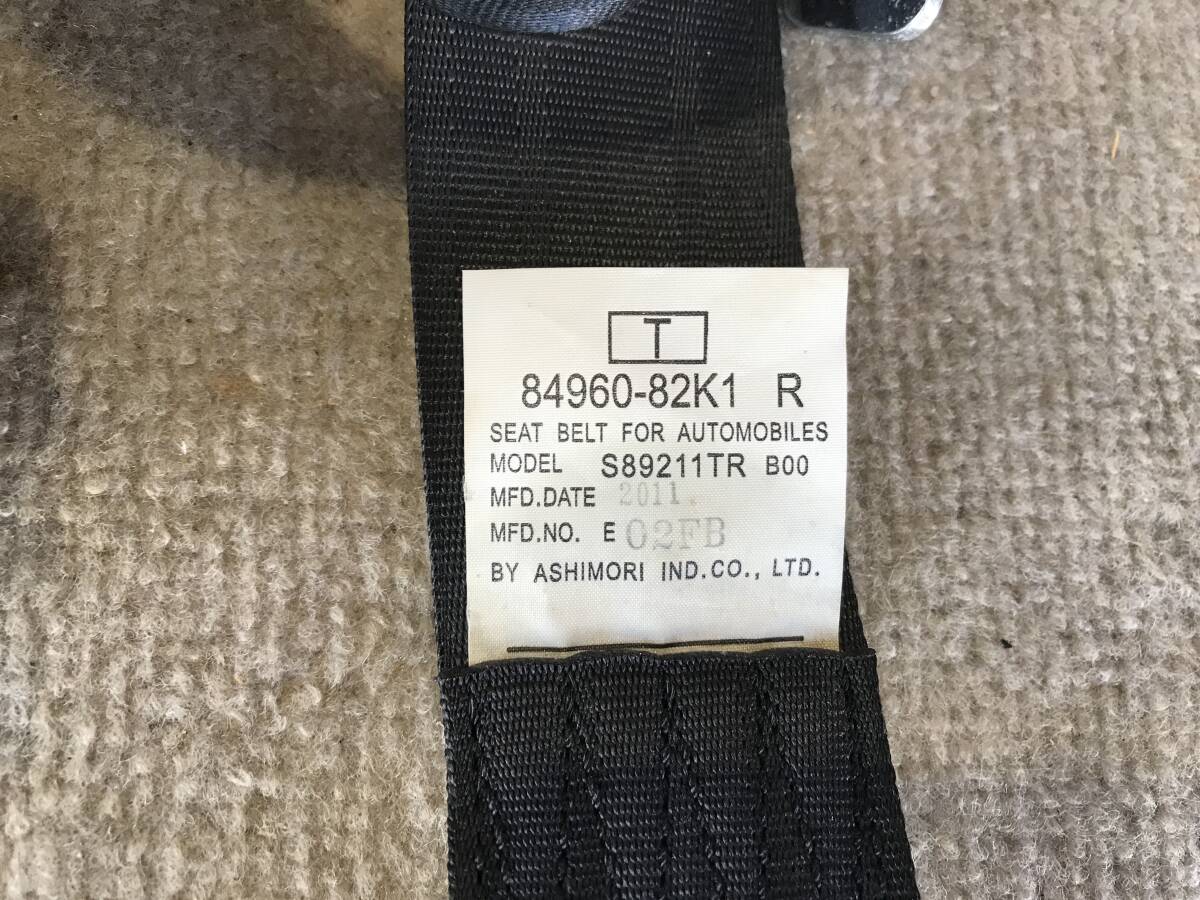 T
84960-82K1 R
SEAT BELT FOR AUTOMOBILES
MODEL S89211TR B00
MFD.DATE 2011.
MFD.NO. E 02FB
BY ASHIMORI IND.CO., LTD.